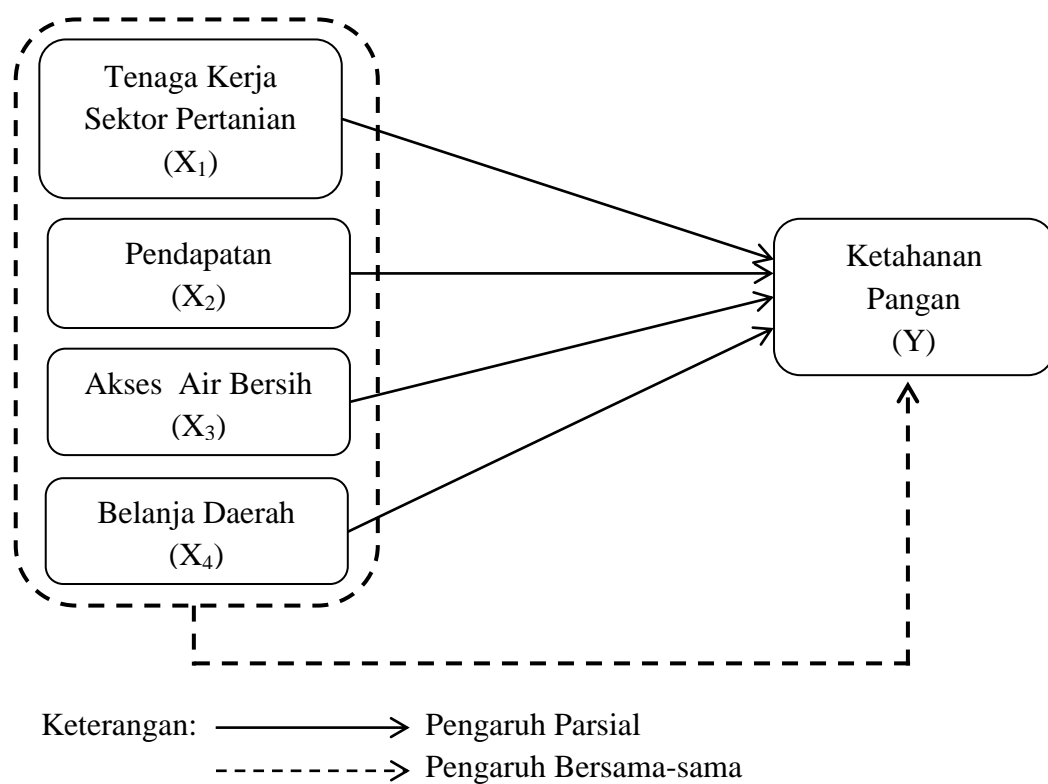 Tenaga Kerja
Sektor Pertanian
(X₁)
Pendapatan
(X₂)
Akses Air Bersih
(X₃)
Belanja Daerah
(X₄)
Ketahanan
Pangan
(Y)
Keterangan:
Pengaruh Parsial
Pengaruh Bersama-sama